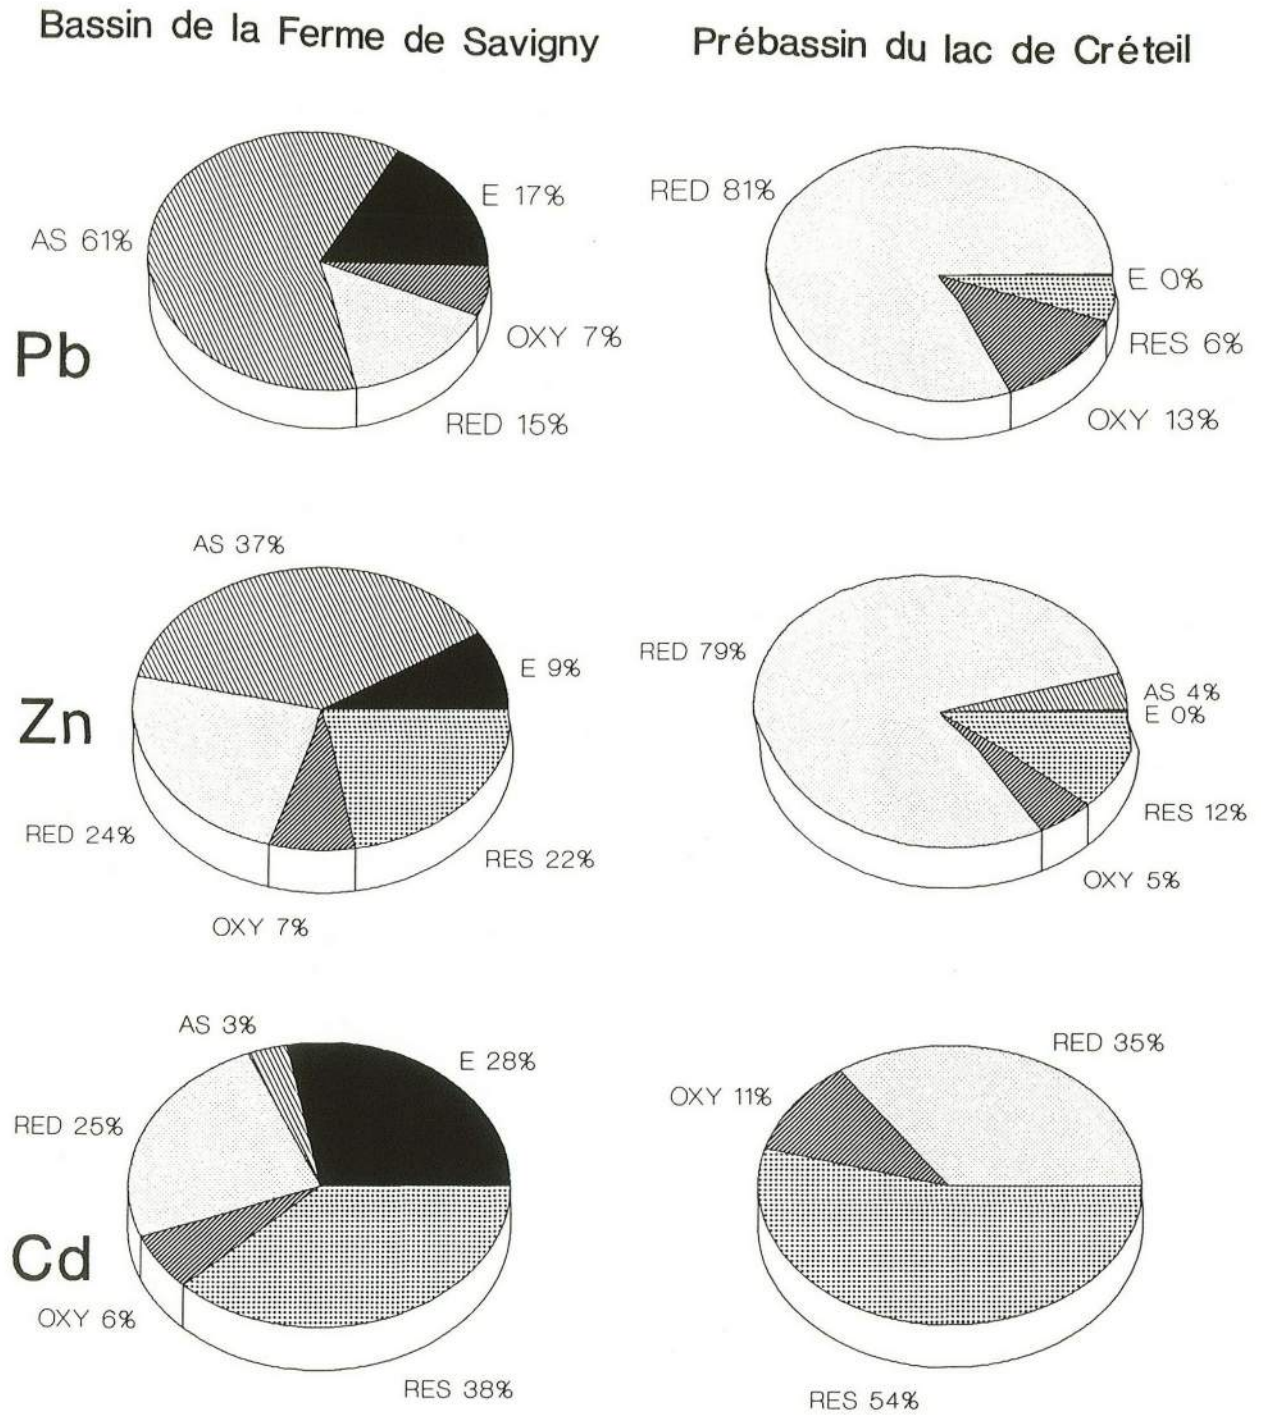 Bassin de la Ferme de Savigny
Prébassin du lac de Créteil
Pb
AS 61%
E 17%
OXY 7%
RED 15%
RED 81%
E 0%
RES 6%
OXY 13%
Zn
AS 37%
E 9%
RED 24%
RES 22%
OXY 7%
RED 79%
AS 4%
E 0%
RES 12%
OXY 5%
Cd
AS 3%
E 28%
RED 25%
OXY 6%
RES 38%
RED 35%
OXY 11%
RES 54%